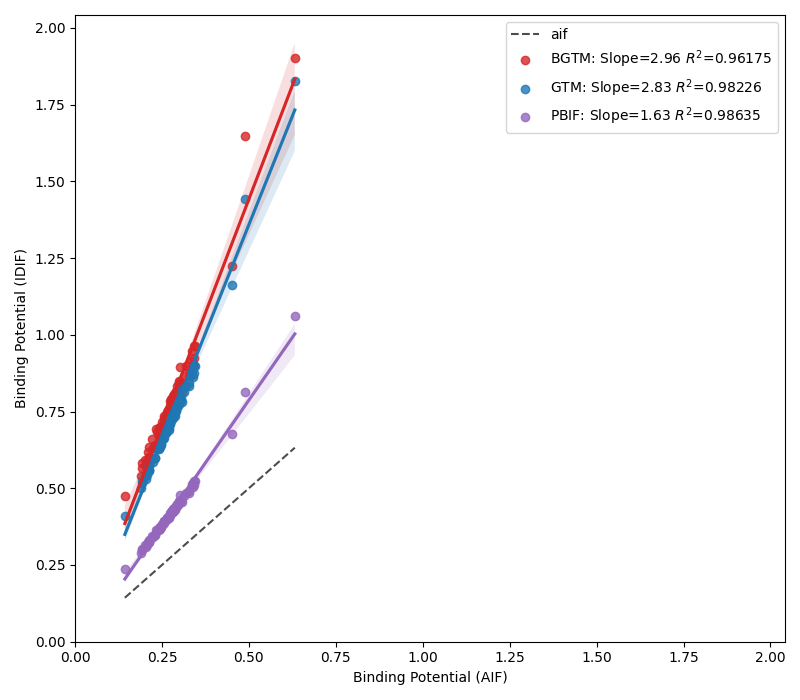 2.00
1.75
1.50
1.25
1.00
0.75
0.50
0.25
0.00
Binding Potential (IDIF)
aif
BGTM: Slope=2.96 R²=0.96175
GTM: Slope=2.83 R²=0.98226
PBIF: Slope=1.63 R²=0.98635
0.00 0.25 0.50 0.75 1.00 1.25 1.50 1.75 2.00
Binding Potential (AIF)